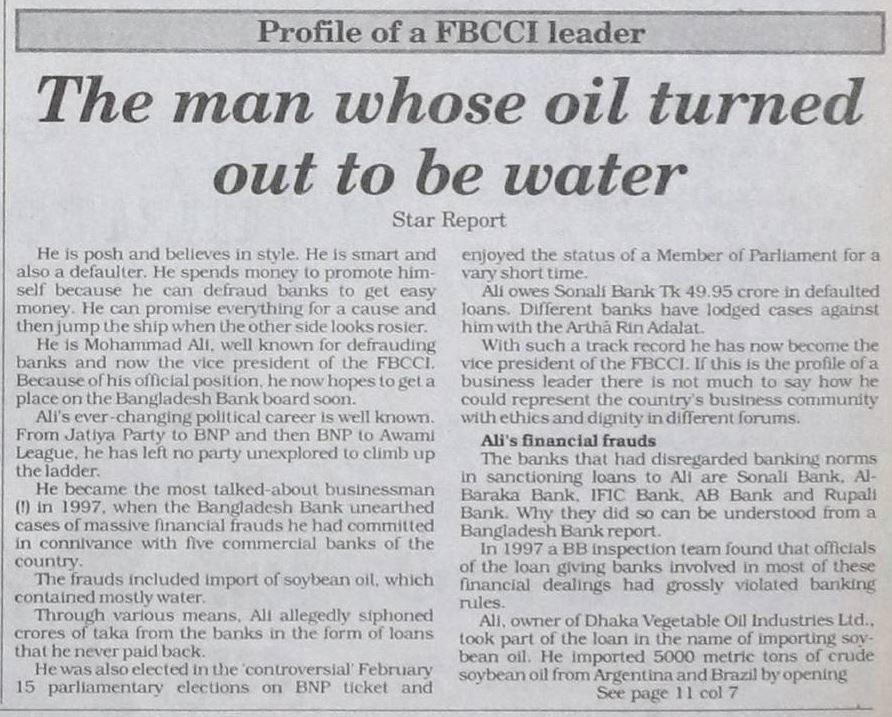 Profile of a FBCCI leader
The man whose oil turned
out to be water
Star Report
He is posh and believes in style. He is smart and
also a defaulter. He spends money to promote him-
self because he can defraud banks to get easy
money. He can promise everything for a cause and
then jump the ship when the other side looks rosier.
He is Mohammad Ali, well known for defrauding
banks and now the vice president of the FBCCI.
Because of his official position, he now hopes to get a
place on the Bangladesh Bank board soon.
Ali's ever-changing political career is well known.
From Jatiya Party to BNP and then BNP to Awami
League, he has left no party unexplored to climb up
the ladder.
He became the most talked-about businessman
(!) in 1997, when the Bangladesh Bank unearthed
cases of massive financial frauds he had committed
in connivance with five commercial banks of the
country.
The frauds included import of soybean oil, which
contained mostly water.
Through various means, Ali allegedly siphoned
crores of taka from the banks in the form of loans
that he never paid back.
He was also elected in the 'controversial' February
15 parliamentary elections on BNP ticket and
enjoyed the status of a Member of Parliament for a
vary short time.
Ali owes Sonali Bank Tk 49.95 crore in defaulted
loans. Different banks have lodged cases against
him with the Artha Rin Adalat.
With such a track record he has now become the
vice president of the FBCCI. If this is the profile of a
business leader there is not much to say how he
could represent the country's business community
with ethics and dignity in different forums.
Ali's financial frauds
The banks that had disregarded banking norms
in sanctioning loans to Ali are Sonali Bank, Al-
Baraka Bank, IFIC Bank, AB Bank and Rupali
Bank. Why they did so can be understood from a
Bangladesh Bank report.
In 1997 a BB inspection team found that officials
of the loan giving banks involved in most of these
financial dealings had grossly violated banking
rules.
Ali, owner of Dhaka Vegetable Oil Industries Ltd.,
took part of the loan in the name of importing soy-
bean oil. He imported 5000 metric tons of crude
soybean oil from Argentina and Brazil by opening
See page 11 col 7